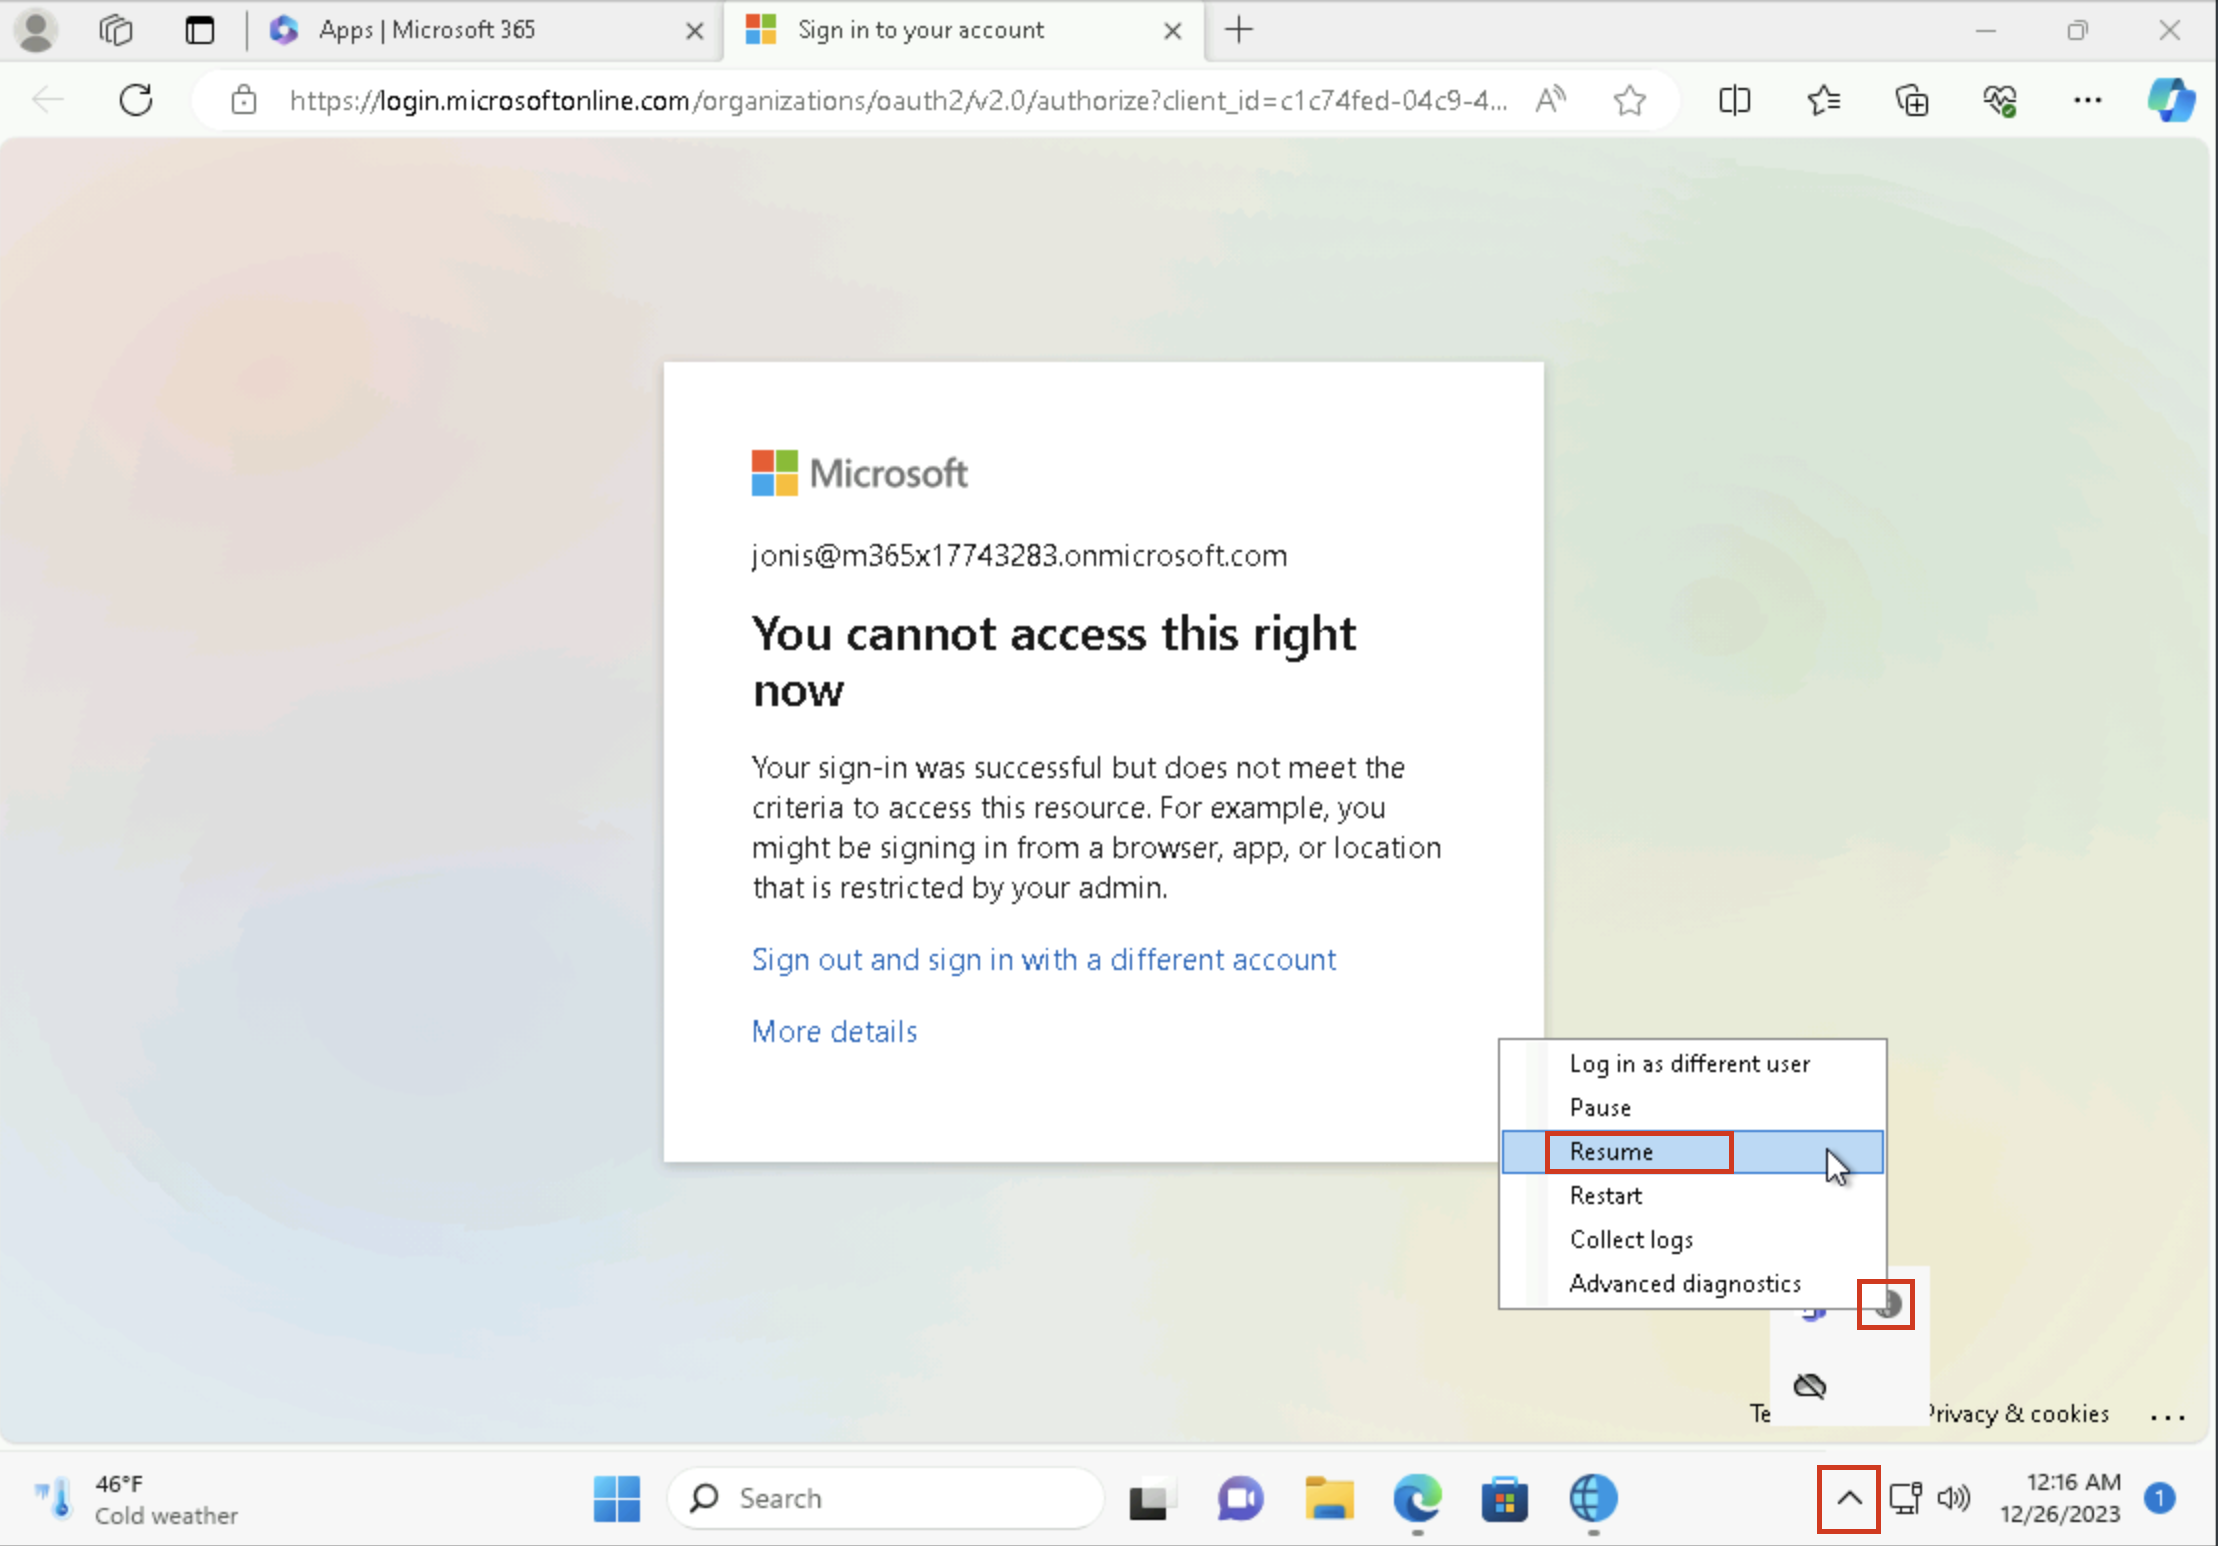 Apps | Microsoft 365
Sign in to your account
https://login.microsoftonline.com/organizations/oauth2/v2.0/authorize?client_id=c1c74fed-04c9-4...
Microsoft
jonis@m365x17743283.onmicrosoft.com
You cannot access this right
now
Your sign-in was successful but does not meet the
criteria to access this resource. For example, you
might be signing in from a browser, app, or location
that is restricted by your admin.
Sign out and sign in with a different account
More details
Log in as different user
Pause
Resume
Restart
Collect logs
Advanced diagnostics
Te
Privacy & cookies
...
46°F
Cold weather
Search
12:16 AM
12/26/2023
1